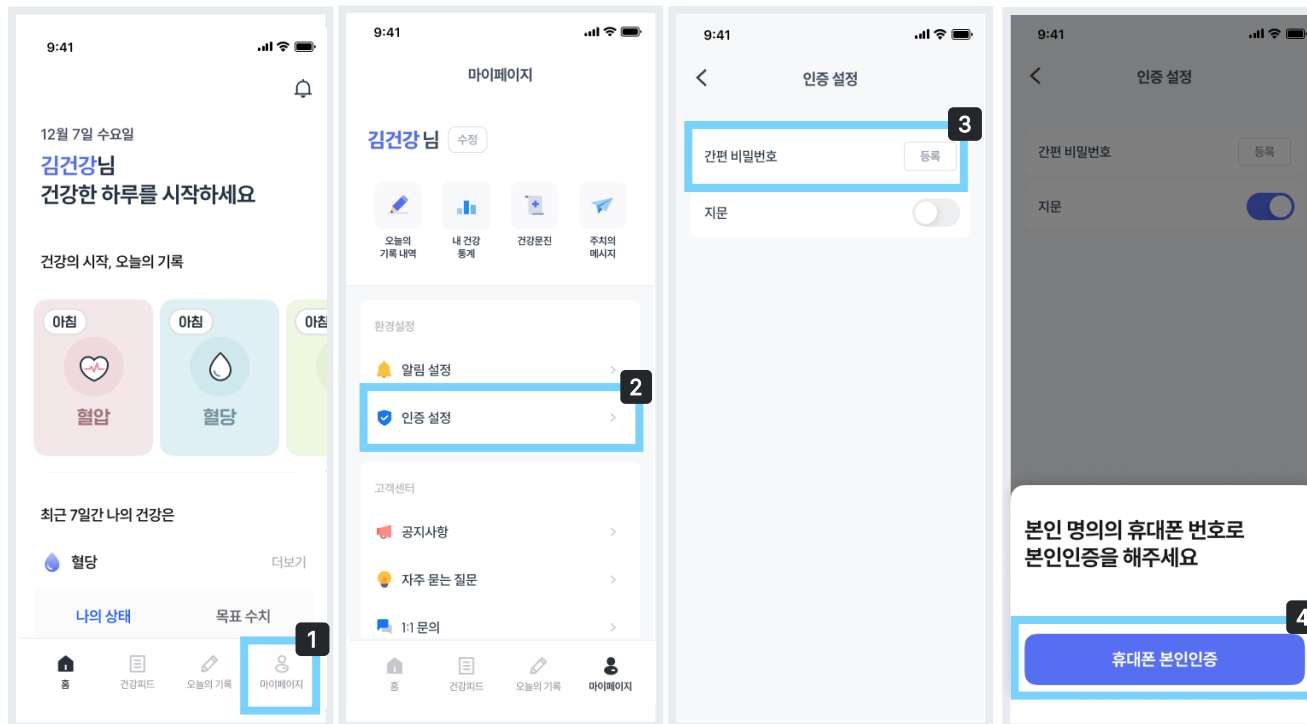 9:41
12월 7일 수요일
김건강님
건강한 하루를 시작하세요
건강의 시작, 오늘의 기록
아침
아침
아침
혈압
혈당
최근 7일간 나의 건강은
혈당
더보기
나의 상태
목표 수치
1
홈
건강피드
오늘의 기록
마이페이지
9:41
마이페이지
김건강님
수정
오늘의
기록 내역
내 건강
통계
건강문진
주치의
메시지
환경설정
알림 설정
2
인증 설정
고객센터
공지사항
자주 묻는 질문
1:1 문의
홈
건강피드
오늘의 기록
마이페이지
9:41
인증 설정
3
간편 비밀번호
등록
지문
9:41
인증 설정
간편 비밀번호
등록
지문
본인 명의의 휴대폰 번호로
본인인증을 해주세요
4
휴대폰 본인인증